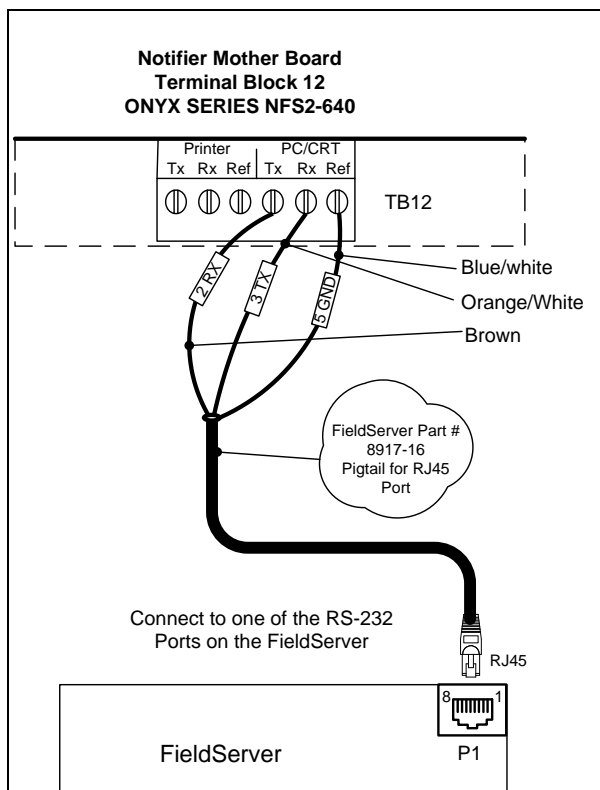 Notifier Mother Board
Terminal Block 12
ONYX SERIES NFS2-640
Printer PC/CRT
Tx Rx Ref Tx Rx Ref
TB12
2 RX
3 TX
5 GND
Blue/white
Orange/White
Brown
FieldServer Part #
8917-16
Pigtail for RJ45
Port
Connect to one of the RS-232
Ports on the FieldServer
RJ45
8 1
FieldServer
P1